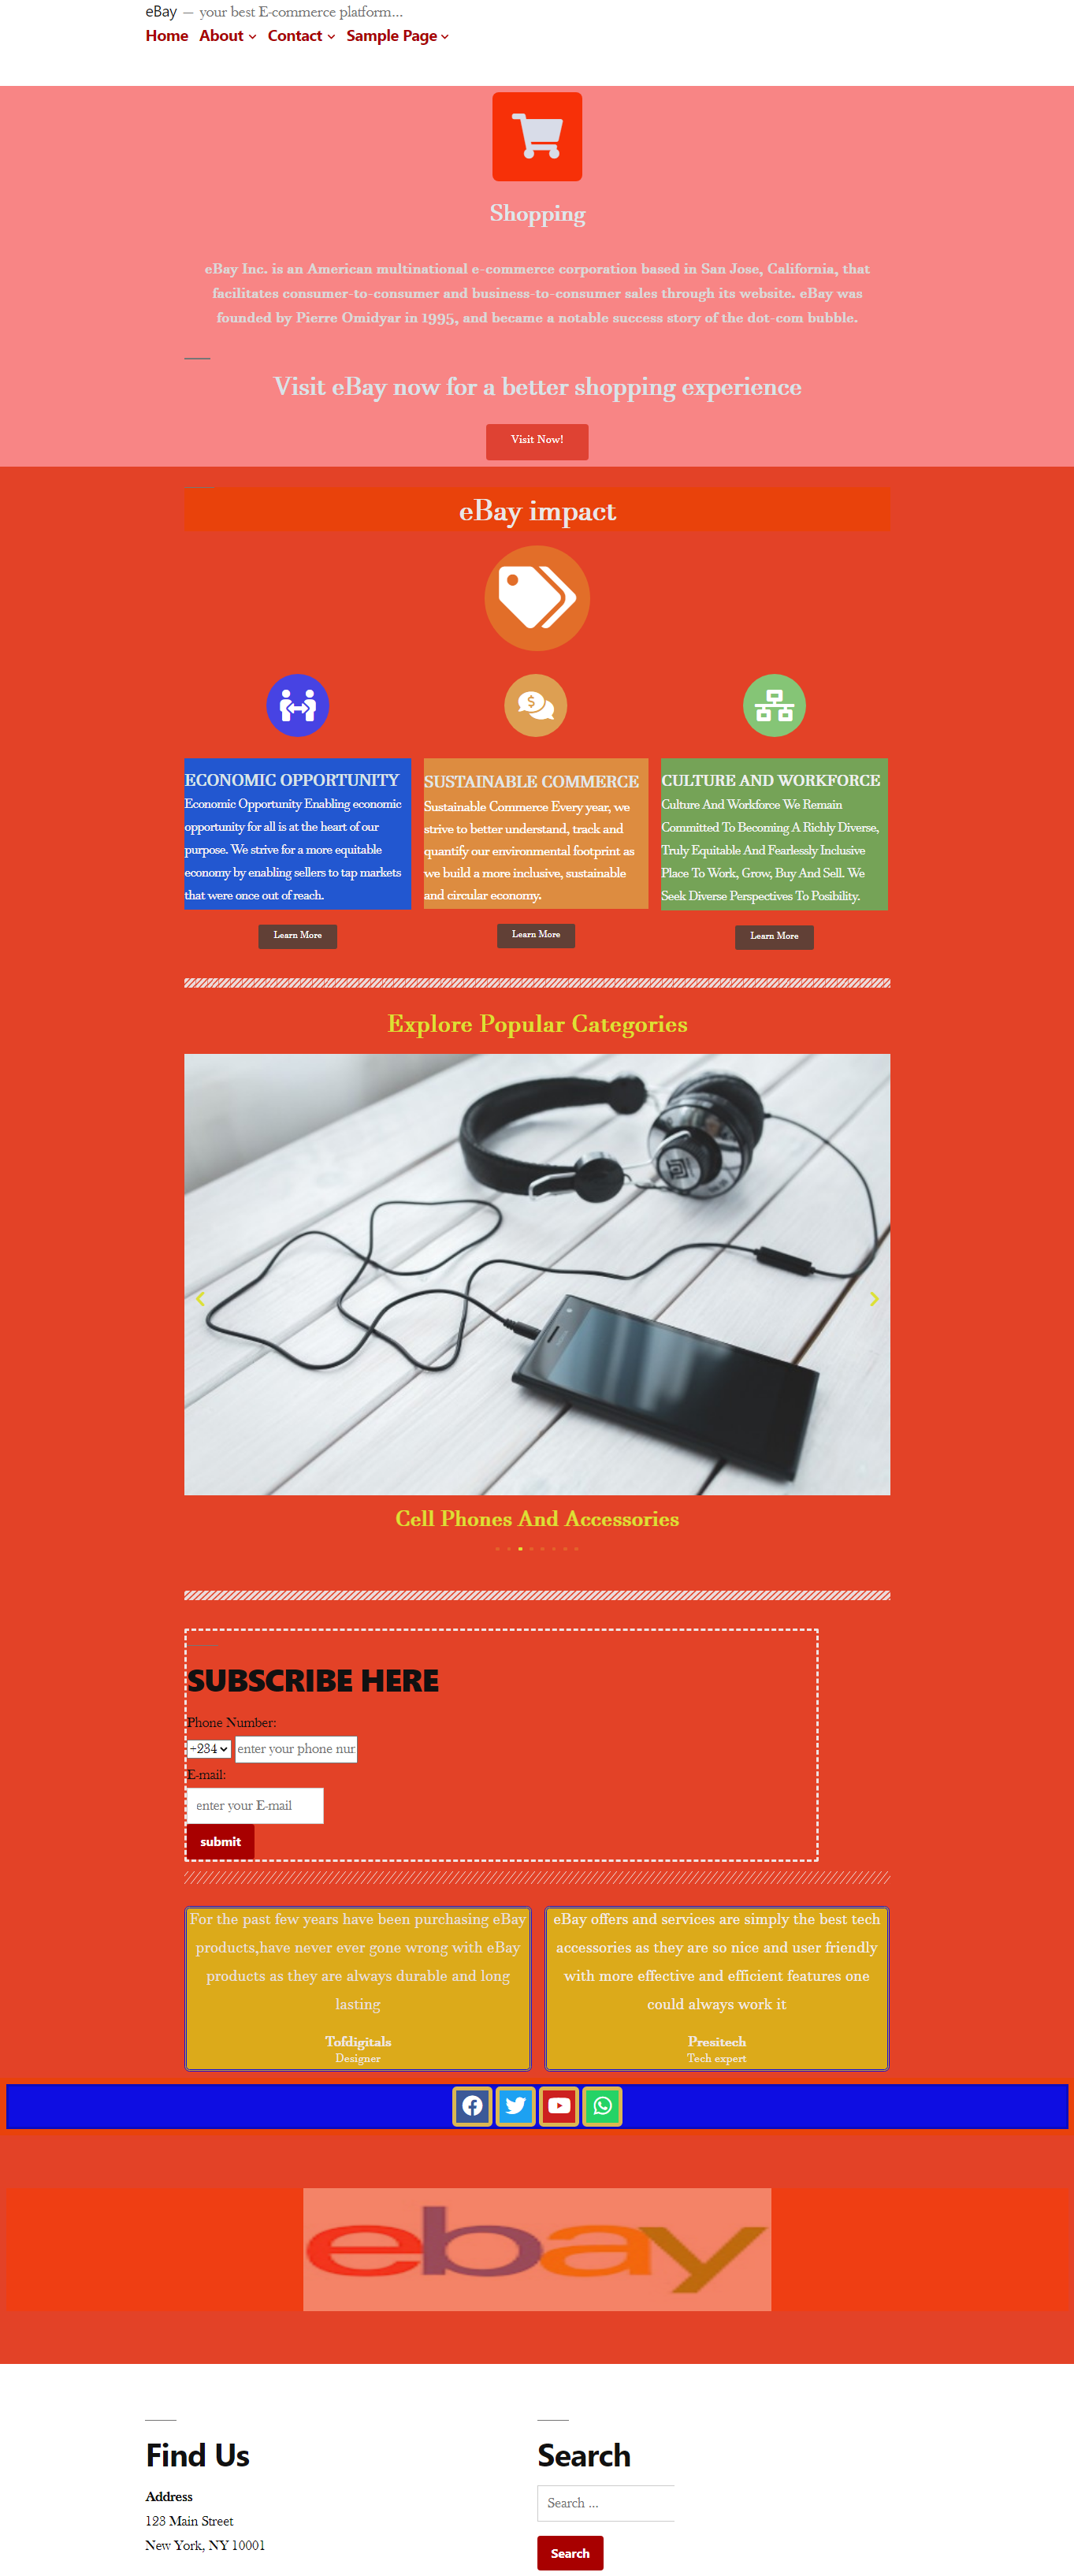 eBay — your best E-commerce platform...
Home About Contact Sample Page
Shopping
eBay Inc. is an American multinational e-commerce corporation based in San Jose, California, that
facilitates consumer-to-consumer and business-to-consumer sales through its website. eBay was
founded by Pierre Omidyar in 1995, and became a notable success story of the dot-com bubble.
Visit eBay now for a better shopping experience
Visit Now!
eBay impact
ECONOMIC OPPORTUNITY
Economic Opportunity Enabling economic
opportunity for all is at the heart of our
purpose. We strive for a more equitable
economy by enabling sellers to tap markets
that were once out of reach.
Learn More
SUSTAINABLE COMMERCE
Sustainable Commerce Every year, we
strive to better understand, track and
quantify our environmental footprint as
we build a more inclusive, sustainable
and circular economy.
Learn More
CULTURE AND WORKFORCE
Culture And Workforce We Remain
Committed To Becoming A Richly Diverse,
Truly Equitable And Fearlessly Inclusive
Place To Work, Grow, Buy And Sell. We
Seek Diverse Perspectives To Posibility.
Learn More
Explore Popular Categories
Cell Phones And Accessories
SUBSCRIBE HERE
Phone Number:
+234 enter your phone nur
E-mail:
enter your E-mail
submit
For the past few years have been purchasing eBay
products,have never ever gone wrong with eBay
products as they are always durable and long
lasting
Tofdigitals
Designer
eBay offers and services are simply the best tech
accessories as they are so nice and user friendly
with more effective and efficient features one
could always work it
Presitech
Tech expert
ebay
Find Us
Address
123 Main Street
New York, NY 10001
Search
Search ...
Search